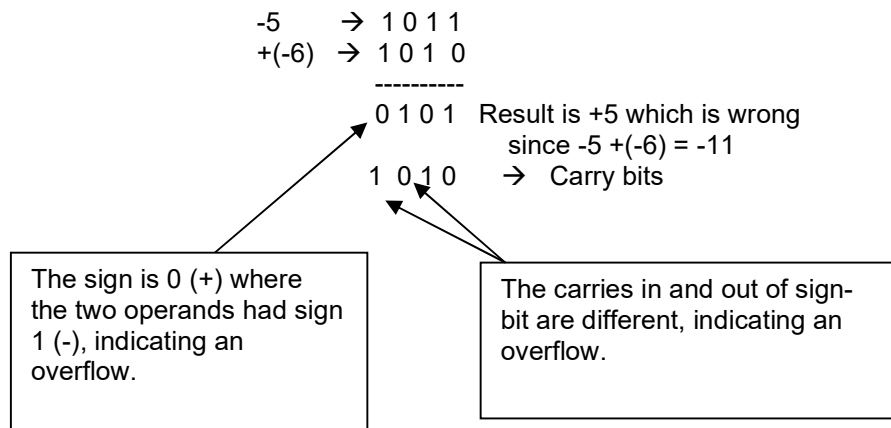 -5 → 1 0 1 1
+(-6) → 1 0 1 0
----------
0 1 0 1 Result is +5 which is wrong
since -5 +(-6) = -11
1 0 1 0 → Carry bits
The sign is 0 (+) where
the two operands had sign
1 (-), indicating an
overflow.
The carries in and out of sign-
bit are different, indicating an
overflow.